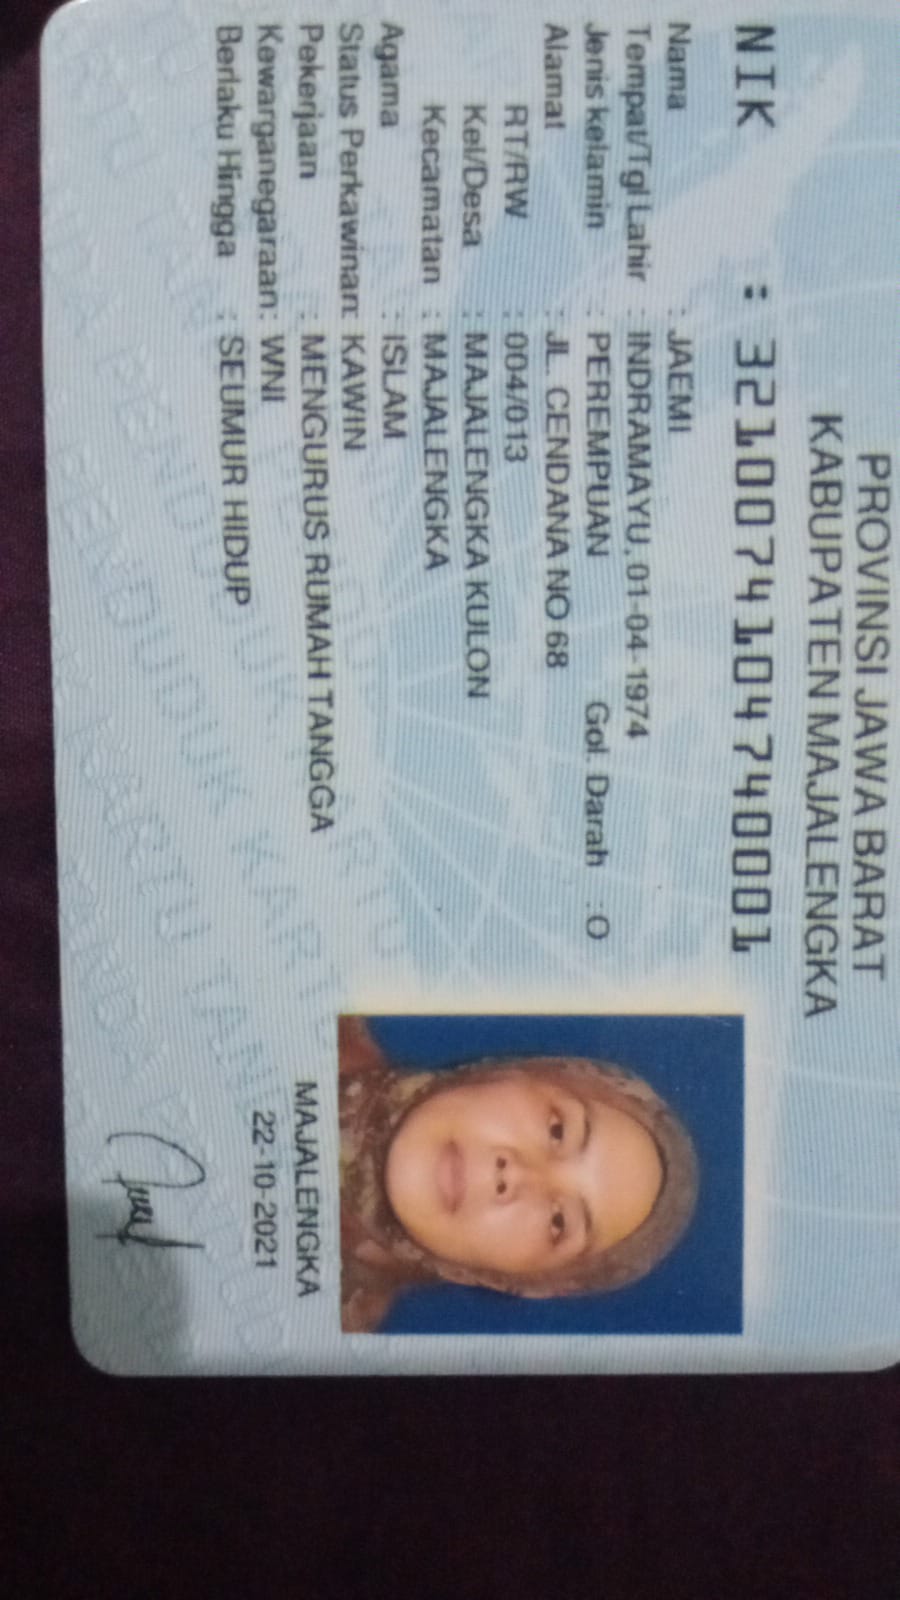 PROVINSI JAWA BARAT
KABUPATEN MAJALENGKA
NIK : 3210074104740001
Nama : JAEMI
Tempat/Tgl Lahir : INDRAMAYU, 01-04-1974
Jenis kelamin : PEREMPUAN Gol. Darah :O
Alamat : JL. CENDANA NO 68
RT/RW : 004/013
Kel/Desa : MAJALENGKA KULON
Kecamatan : MAJALENGKA
Agama : ISLAM
Status Perkawinan: KAWIN
Pekerjaan : MENGURUS RUMAH TANGGA
Kewarganegaraan: WNI
Berlaku Hingga : SEUMUR HIDUP
MAJALENGKA
22-10-2021